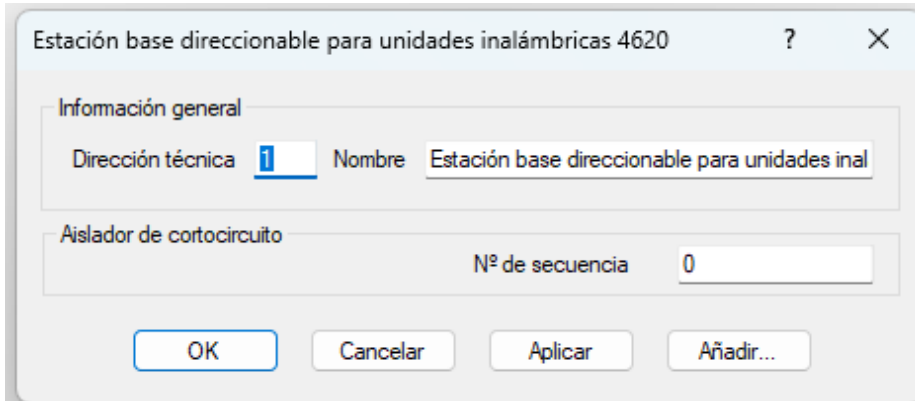 Estación base direccionable para unidades inalámbricas 4620 ? ×
Información general
Dirección técnica 1 Nombre Estación base direccionable para unidades inal
Aislador de cortocircuito
Nº de secuencia 0
OK Cancelar Aplicar Añadir...